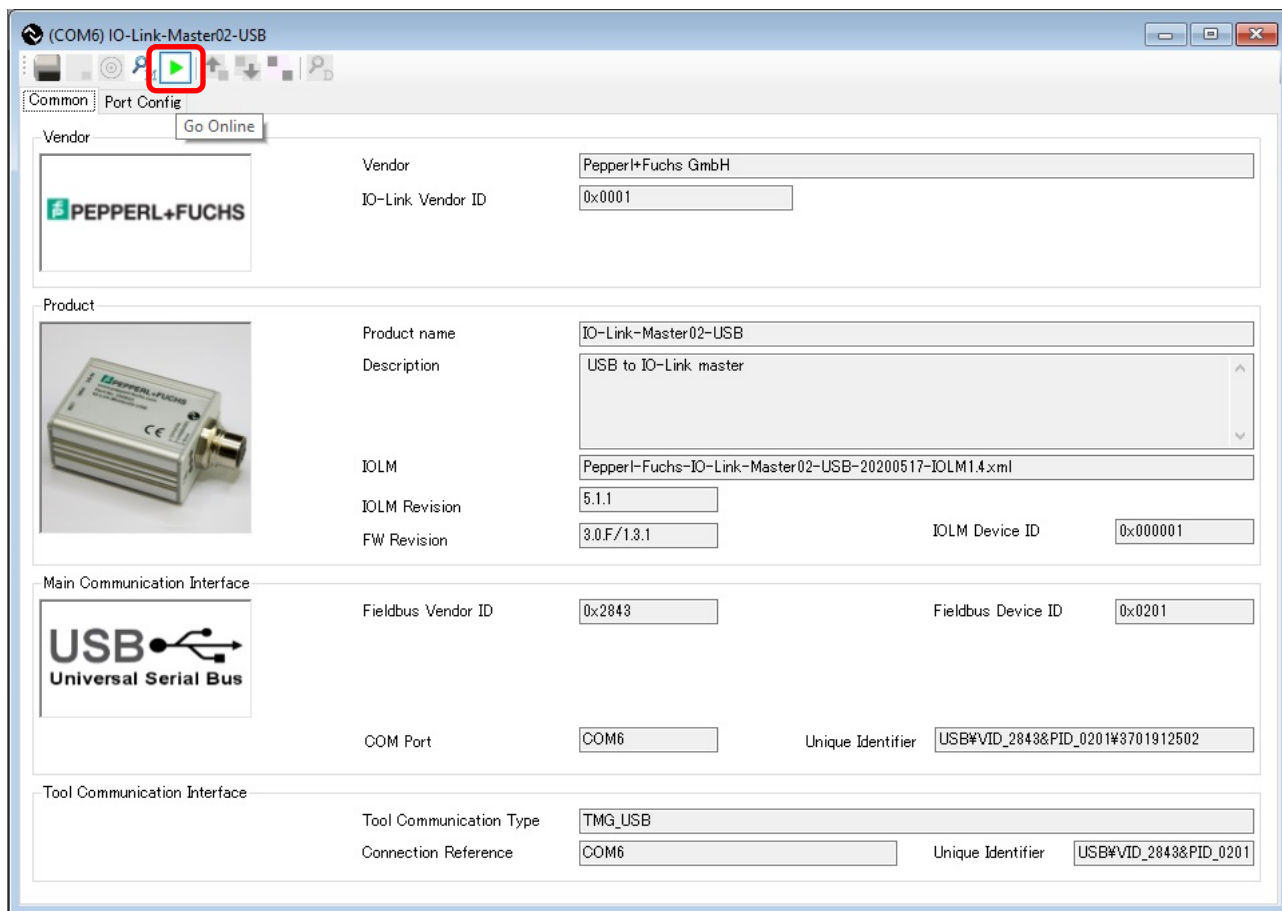 (COM6) IO-Link-Master02-USB
Common
Port Config
Go Online
Vendor
PEPPERL+FUCHS
Vendor
Pepperl+Fuchs GmbH
IO-Link Vendor ID
0x0001
Product
PEPPERL+FUCHS
Product name
IO-Link-Master02-USB
Description
USB to IO-Link master
IOLM
Pepperl-Fuchs-IO-Link-Master02-USB-20200517-IOLM1.4.xml
IOLM Revision
5.1.1
FW Revision
3.0.F/1.3.1
IOLM Device ID
0x000001
Main Communication Interface
USB
Universal Serial Bus
Fieldbus Vendor ID
0x2843
Fieldbus Device ID
0x0201
COM Port
COM6
Unique Identifier
USB¥VID_2843&PID_0201¥3701912502
Tool Communication Interface
Tool Communication Type
TMG_USB
Connection Reference
COM6
Unique Identifier
USB¥VID_2843&PID_0201